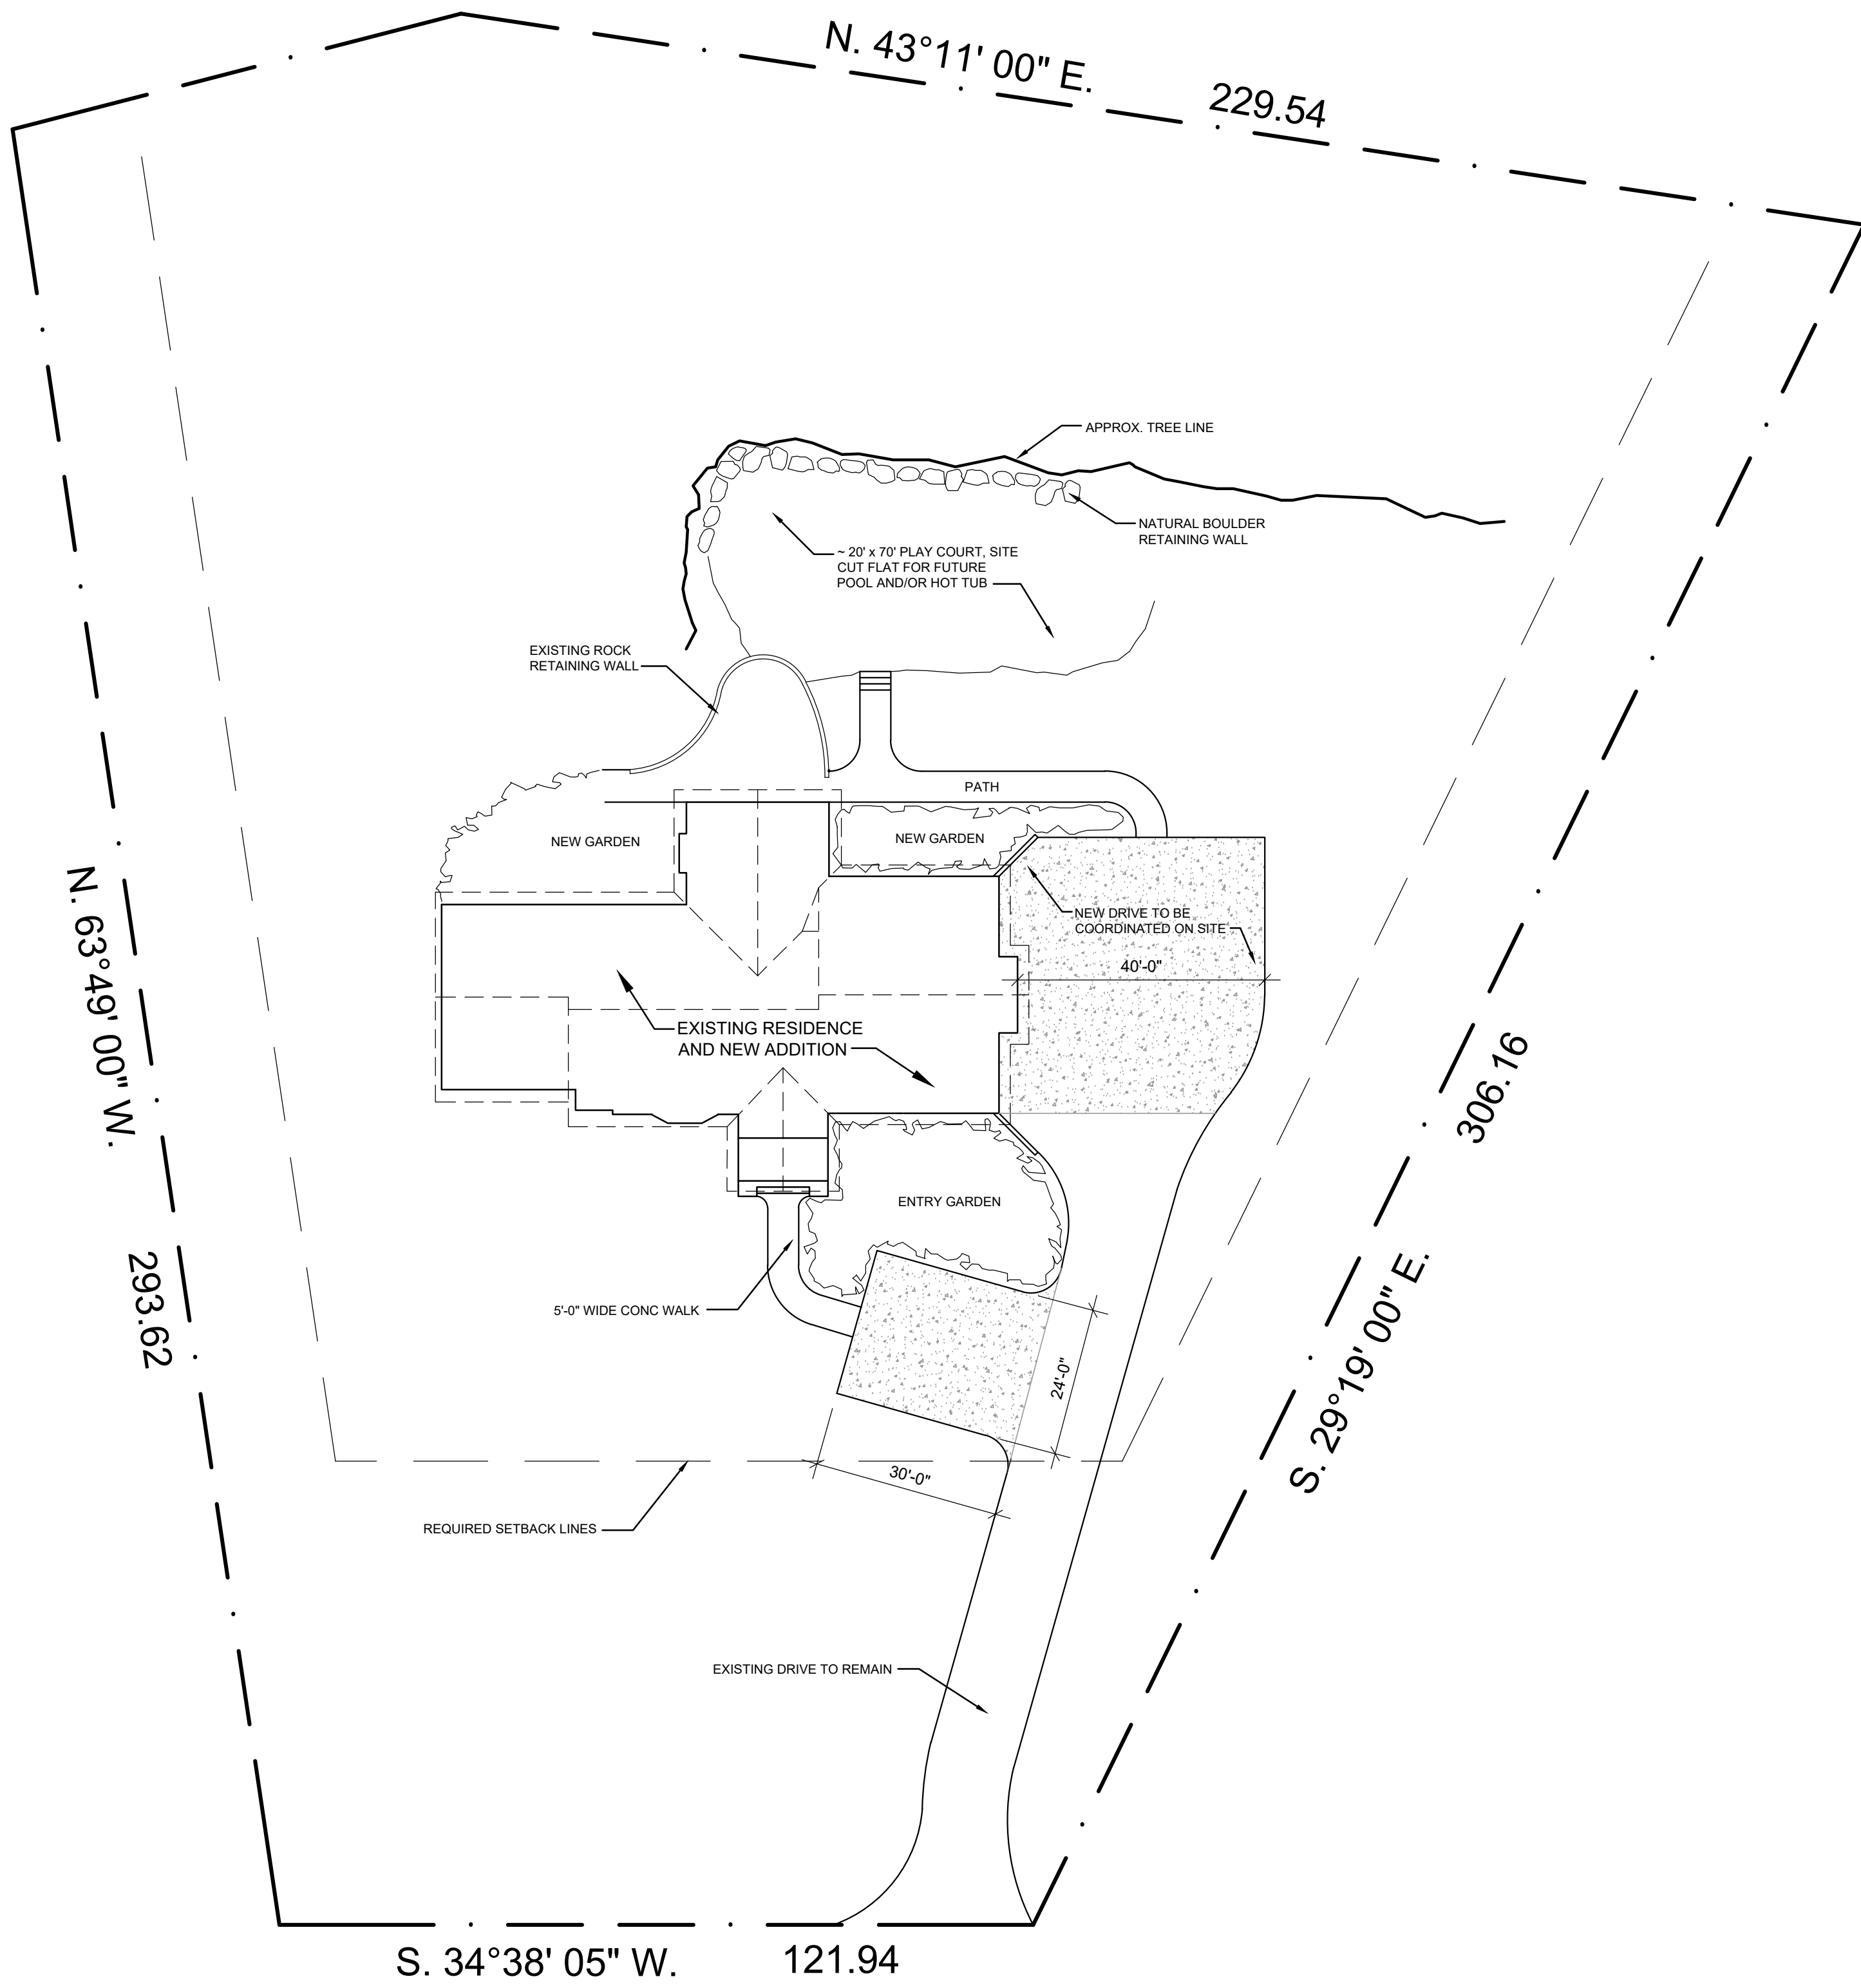 N. 43°11' 00" E.
229.54
APPROX. TREE LINE
NATURAL BOULDER
RETAINING WALL
~ 20' x 70' PLAY COURT, SITE
CUT FLAT FOR FUTURE
POOL AND/OR HOT TUB
EXISTING ROCK
RETAINING WALL
PATH
NEW GARDEN
NEW GARDEN
NEW DRIVE TO BE
COORDINATED ON SITE
40'-0"
EXISTING RESIDENCE
AND NEW ADDITION
N. 63°49' 00" W.
293.62
306.16
S. 29°19' 00" E.
ENTRY GARDEN
5'-0" WIDE CONC WALK
24'-0"
30'-0"
REQUIRED SETBACK LINES
EXISTING DRIVE TO REMAIN
S. 34°38' 05" W.
121.94